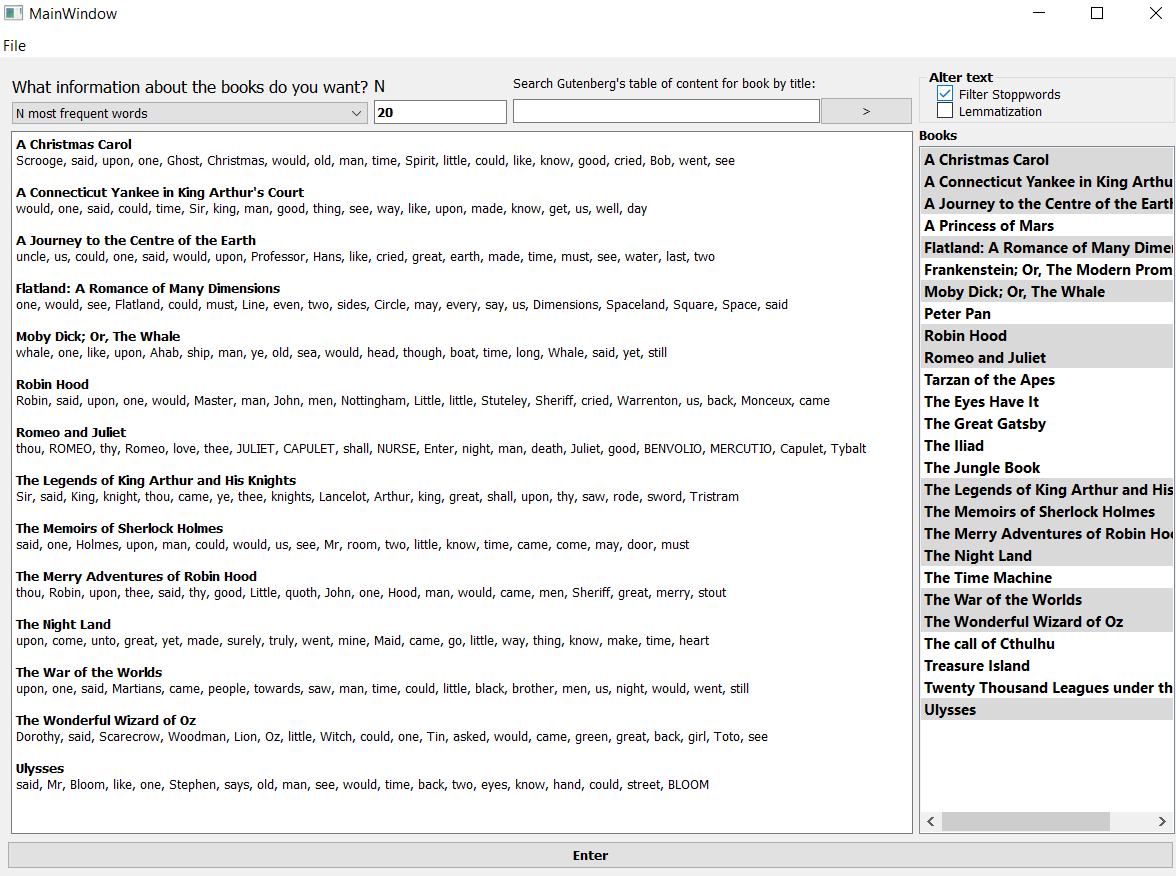 MainWindow
File
What information about the books do you want?
N
Search Gutenberg's table of content for book by title:
N most frequent words
20
>
Alter text
Filter Stoppwords
Lemmatization
A Christmas Carol
Scrooge, said, upon, one, Ghost, Christmas, would, old, man, time, Spirit, little, could, like, know, good, cried, Bob, went, see
A Connecticut Yankee in King Arthur's Court
would, one, said, could, time, Sir, king, man, good, thing, see, way, like, upon, made, know, get, us, well, day
A Journey to the Centre of the Earth
uncle, us, could, one, said, would, upon, Professor, Hans, like, cried, great, earth, made, time, must, see, water, last, two
Flatland: A Romance of Many Dimensions
one, would, see, Flatland, could, must, Line, even, two, sides, Circle, may, every, say, us, Dimensions, Spaceland, Square, Space, said
Moby Dick; Or, The Whale
whale, one, like, upon, Ahab, ship, man, ye, old, sea, would, head, though, boat, time, long, Whale, said, yet, still
Robin Hood
Robin, said, upon, one, would, Master, man, John, men, Nottingham, Little, little, Stuteley, Sheriff, cried, Warrenton, us, back, Monceux, came
Romeo and Juliet
thou, ROMEO, thy, Romeo, love, thee, JULIET, CAPULET, shall, NURSE, Enter, night, man, death, Juliet, good, BENVOLIO, MERCUTIO, Capulet, Tybalt
The Legends of King Arthur and His Knights
Sir, said, King, knight, thou, came, ye, thee, knights, Lancelot, Arthur, king, great, shall, upon, thy, saw, rode, sword, Tristram
The Memoirs of Sherlock Holmes
said, one, Holmes, upon, man, could, would, us, see, Mr, room, two, little, know, time, came, come, may, door, must
The Merry Adventures of Robin Hood
thou, Robin, upon, thee, said, thy, good, Little, quoth, John, one, Hood, man, would, came, men, Sheriff, great, merry, stout
The Night Land
upon, come, unto, great, yet, made, surely, truly, went, mine, Maid, came, go, little, way, thing, know, make, time, heart
The War of the Worlds
upon, one, said, Martians, came, people, towards, saw, man, time, could, little, black, brother, men, us, night, would, went, still
The Wonderful Wizard of Oz
Dorothy, said, Scarecrow, Woodman, Lion, Oz, little, Witch, could, one, Tin, asked, would, came, green, great, back, girl, Toto, see
Ulysses
said, Mr, Bloom, like, one, Stephen, says, old, man, see, would, time, back, two, eyes, know, hand, could, street, BLOOM
Books
A Christmas Carol
A Connecticut Yankee in King Arthu
A Journey to the Centre of the Eart
A Princess of Mars
Flatland: A Romance of Many Dime
Frankenstein; Or, The Modern Prom
Moby Dick; Or, The Whale
Peter Pan
Robin Hood
Romeo and Juliet
Tarzan of the Apes
The Eyes Have It
The Great Gatsby
The Iliad
The Jungle Book
The Legends of King Arthur and His
The Memoirs of Sherlock Holmes
The Merry Adventures of Robin Hoo
The Night Land
The Time Machine
The War of the Worlds
The Wonderful Wizard of Oz
The call of Cthulhu
Treasure Island
Twenty Thousand Leagues under th
Ulysses
Enter